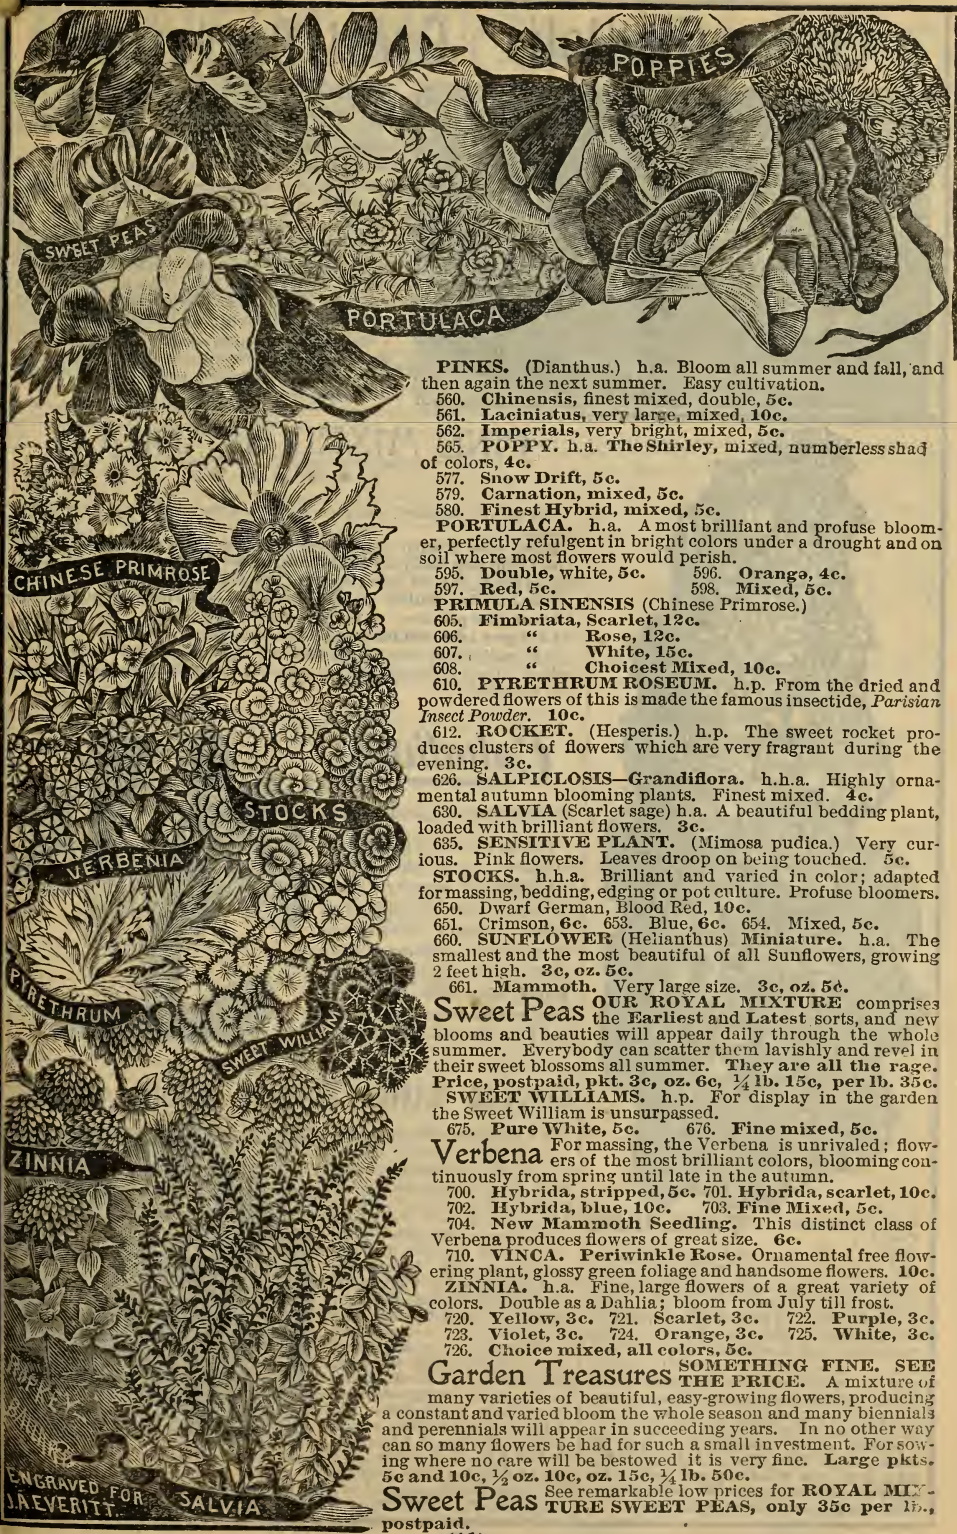 POPPIES
SWEET PEAS
PORTULACA
PINKS. (Dianthus.) h.a. Bloom all summer and fall, and
then again the next summer. Easy cultivation.
560. Chinensis, finest mixed, double, 5c.
561. Laciniatus, very large, mixed, 10c.
562. Imperials, very bright, mixed, 5c.
565. POPPY. h.a. The Shirley, mixed, numberless shad
of colors, 4c.
577. Snow Drift, 5c.
579. Carnation, mixed, 5c.
580. Finest Hybrid, mixed, 5c.
PORTULACA. h.a. A most brilliant and profuse bloom-
er, perfectly refulgent in bright colors under a drought and on
soil where most flowers would perish.
595. Double, white, 5c. 596. Orange, 4c.
597. Red, 5c. 598. Mixed, 5c.
PRIMULA SINENSIS (Chinese Primrose.)
605. Fimbriata, Scarlet, 12c.
606. " Rose, 12c.
607. " White, 15c.
608. " Choicest Mixed, 10c.
610. PYRETHRUM ROSEUM. h.p. From the dried and
powdered flowers of this is made the famous insectide, Parisian
Insect Powder. 10c.
612. ROCKET. (Hesperis.) h.p. The sweet rocket pro-
duces clusters of flowers which are very fragrant during the
evening. 3c.
626. SALPICLOSIS—Grandiflora. h.h.a. Highly orna-
mental autumn blooming plants. Finest mixed. 4c.
630. SALVIA (Scarlet sage) h.a. A beautiful bedding plant,
loaded with brilliant flowers. 3c.
635. SENSITIVE PLANT. (Mimosa pudica.) Very cur-
ious. Pink flowers. Leaves droop on being touched. 5c.
STOCKS. h.h.a. Brilliant and varied in color; adapted
for massing, bedding, edging or pot culture. Profuse bloomers.
650. Dwarf German, Blood Red, 10c.
651. Crimson, 6c. 653. Blue, 6c. 654. Mixed, 5c.
660. SUNFLOWER (Helianthus) Miniature. h.a. The
smallest and the most beautiful of all Sunflowers, growing
2 feet high. 3c, oz. 5c.
661. Mammoth. Very large size. 3c, oz. 5c.
Sweet Peas OUR ROYAL MIXTURE comprises
the Earliest and Latest sorts, and new
blooms and beauties will appear daily through the whole
summer. Everybody can scatter them lavishly and revel in
their sweet blossoms all summer. They are all the rage.
Price, postpaid, pkt. 3c, oz. 6c, ¼ lb. 15c, per lb. 35c.
SWEET WILLIAMS. h.p. For display in the garden
the Sweet William is unsurpassed.
675. Pure White, 5c. 676. Fine mixed, 5c.
Verbena For massing, the Verbena is unrivaled; flow-
ers of the most brilliant colors, blooming con-
tinuously from spring until late in the autumn.
700. Hybrida, stripped, 5c. 701. Hybrida, scarlet, 10c.
702. Hybrida, blue, 10c. 703. Fine Mixed, 5c.
704. New Mammoth Seedling. This distinct class of
Verbena produces flowers of great size. 6c.
710. VINCA. Periwinkle Rose. Ornamental free flow-
ering plant, glossy green foliage and handsome flowers. 10c.
ZINNIA. h.a. Fine, large flowers of a great variety of
colors. Double as a Dahlia; bloom from July till frost.
720. Yellow, 3c. 721. Scarlet, 3c. 722. Purple, 3c.
723. Violet, 3c. 724. Orange, 3c. 725. White, 3c.
726. Choice mixed, all colors, 5c.
Garden Treasures SOMETHING FINE. SEE
THE PRICE. A mixture of
many varieties of beautiful, easy-growing flowers, producing
a constant and varied bloom the whole season and many biennials
and perennials will appear in succeeding years. In no other way
can so many flowers be had for such a small investment. For sow-
ing where no care will be bestowed it is very fine. Large pkts.
5c and 10c, ½ oz. 10c, oz. 15c, ¼ lb. 50c.
Sweet Peas See remarkable low prices for ROYAL MIX-
TURE SWEET PEAS, only 35c per lb.,
postpaid.
CHINESE PRIMROSE
STOCKS
VERBENIA
PYRETHRUM
SWEET WILLIAM
ZINNIA
ENGRAVED FOR
J.A. EVERITT.
SALVIA